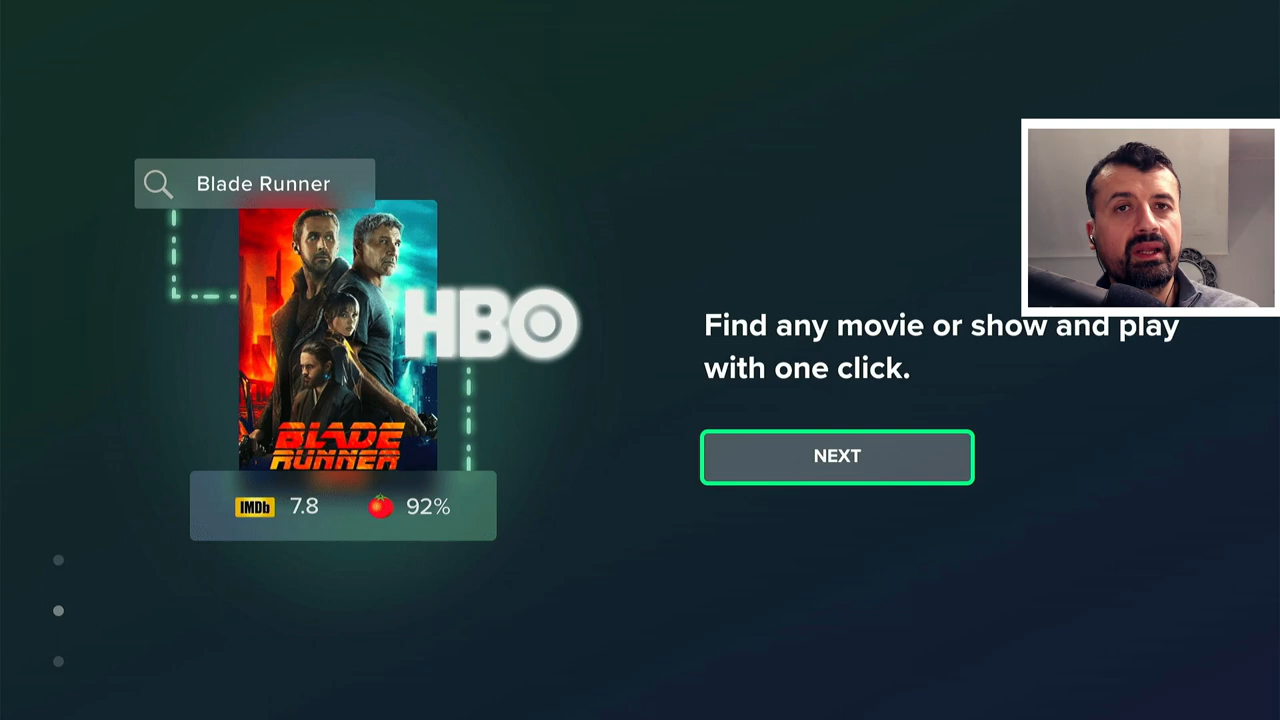 Blade Runner
HBO
BLADE
RUNNER
IMDb 7.8 92%
Find any movie or show and play
with one click.
NEXT